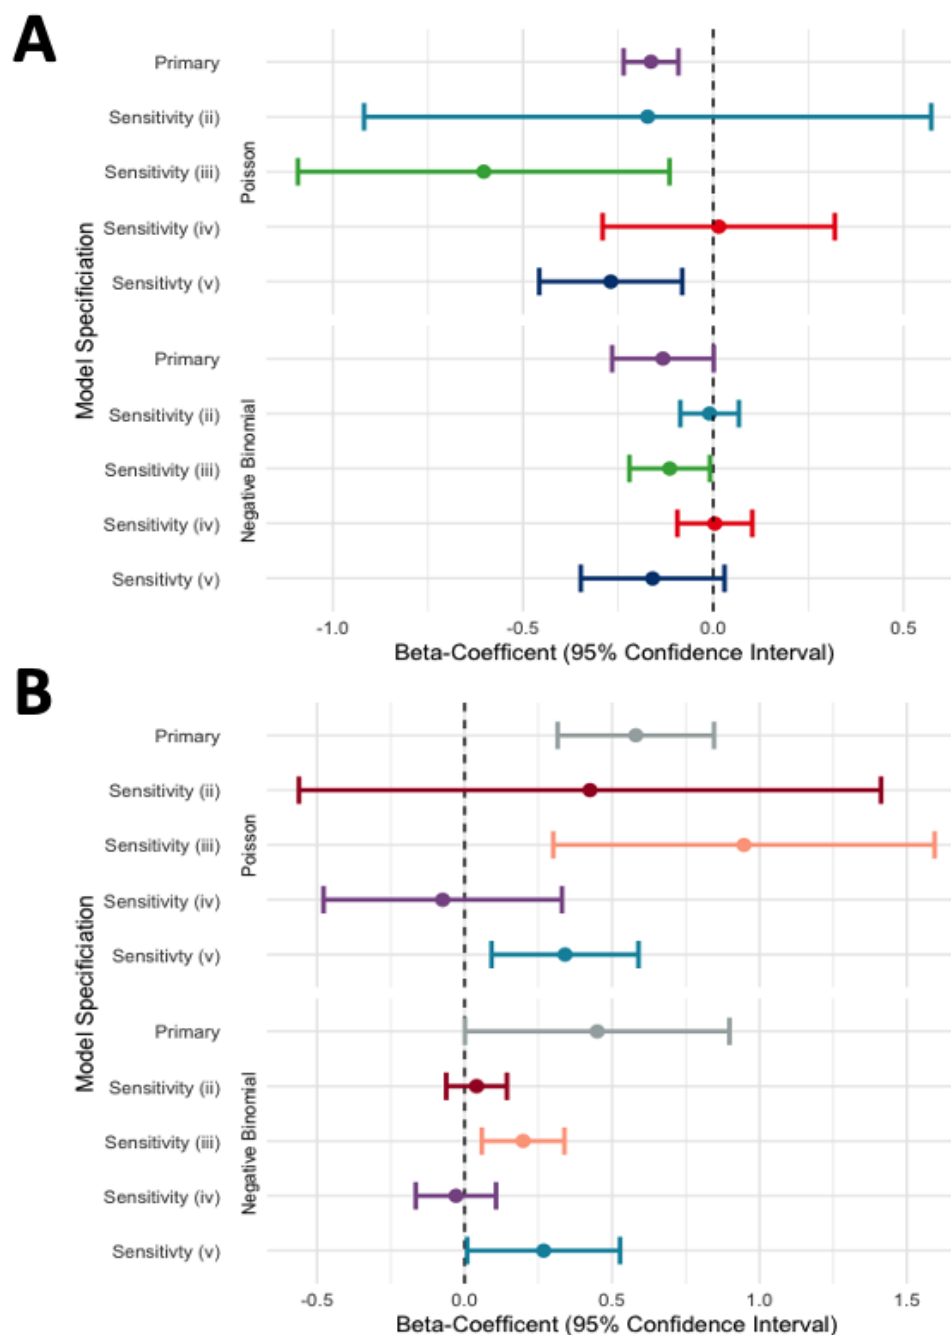 A
Primary
Sensitivity (ii)
Sensitivity (iii)
Sensitivity (iv)
Sensitivty (v)
Poisson
Primary
Sensitivity (ii)
Sensitivity (iii)
Sensitivity (iv)
Sensitivty (v)
Negative Binomial
Model Specificiation
-1.0 -0.5 0.0 0.5
Beta-Coefficent (95% Confidence Interval)
B
Primary
Sensitivity (ii)
Sensitivity (iii)
Sensitivity (iv)
Sensitivty (v)
Poisson
Primary
Sensitivity (ii)
Sensitivity (iii)
Sensitivity (iv)
Sensitivty (v)
Negative Binomial
Model Specificiation
-0.5 0.0 0.5 1.0 1.5
Beta-Coefficent (95% Confidence Interval)